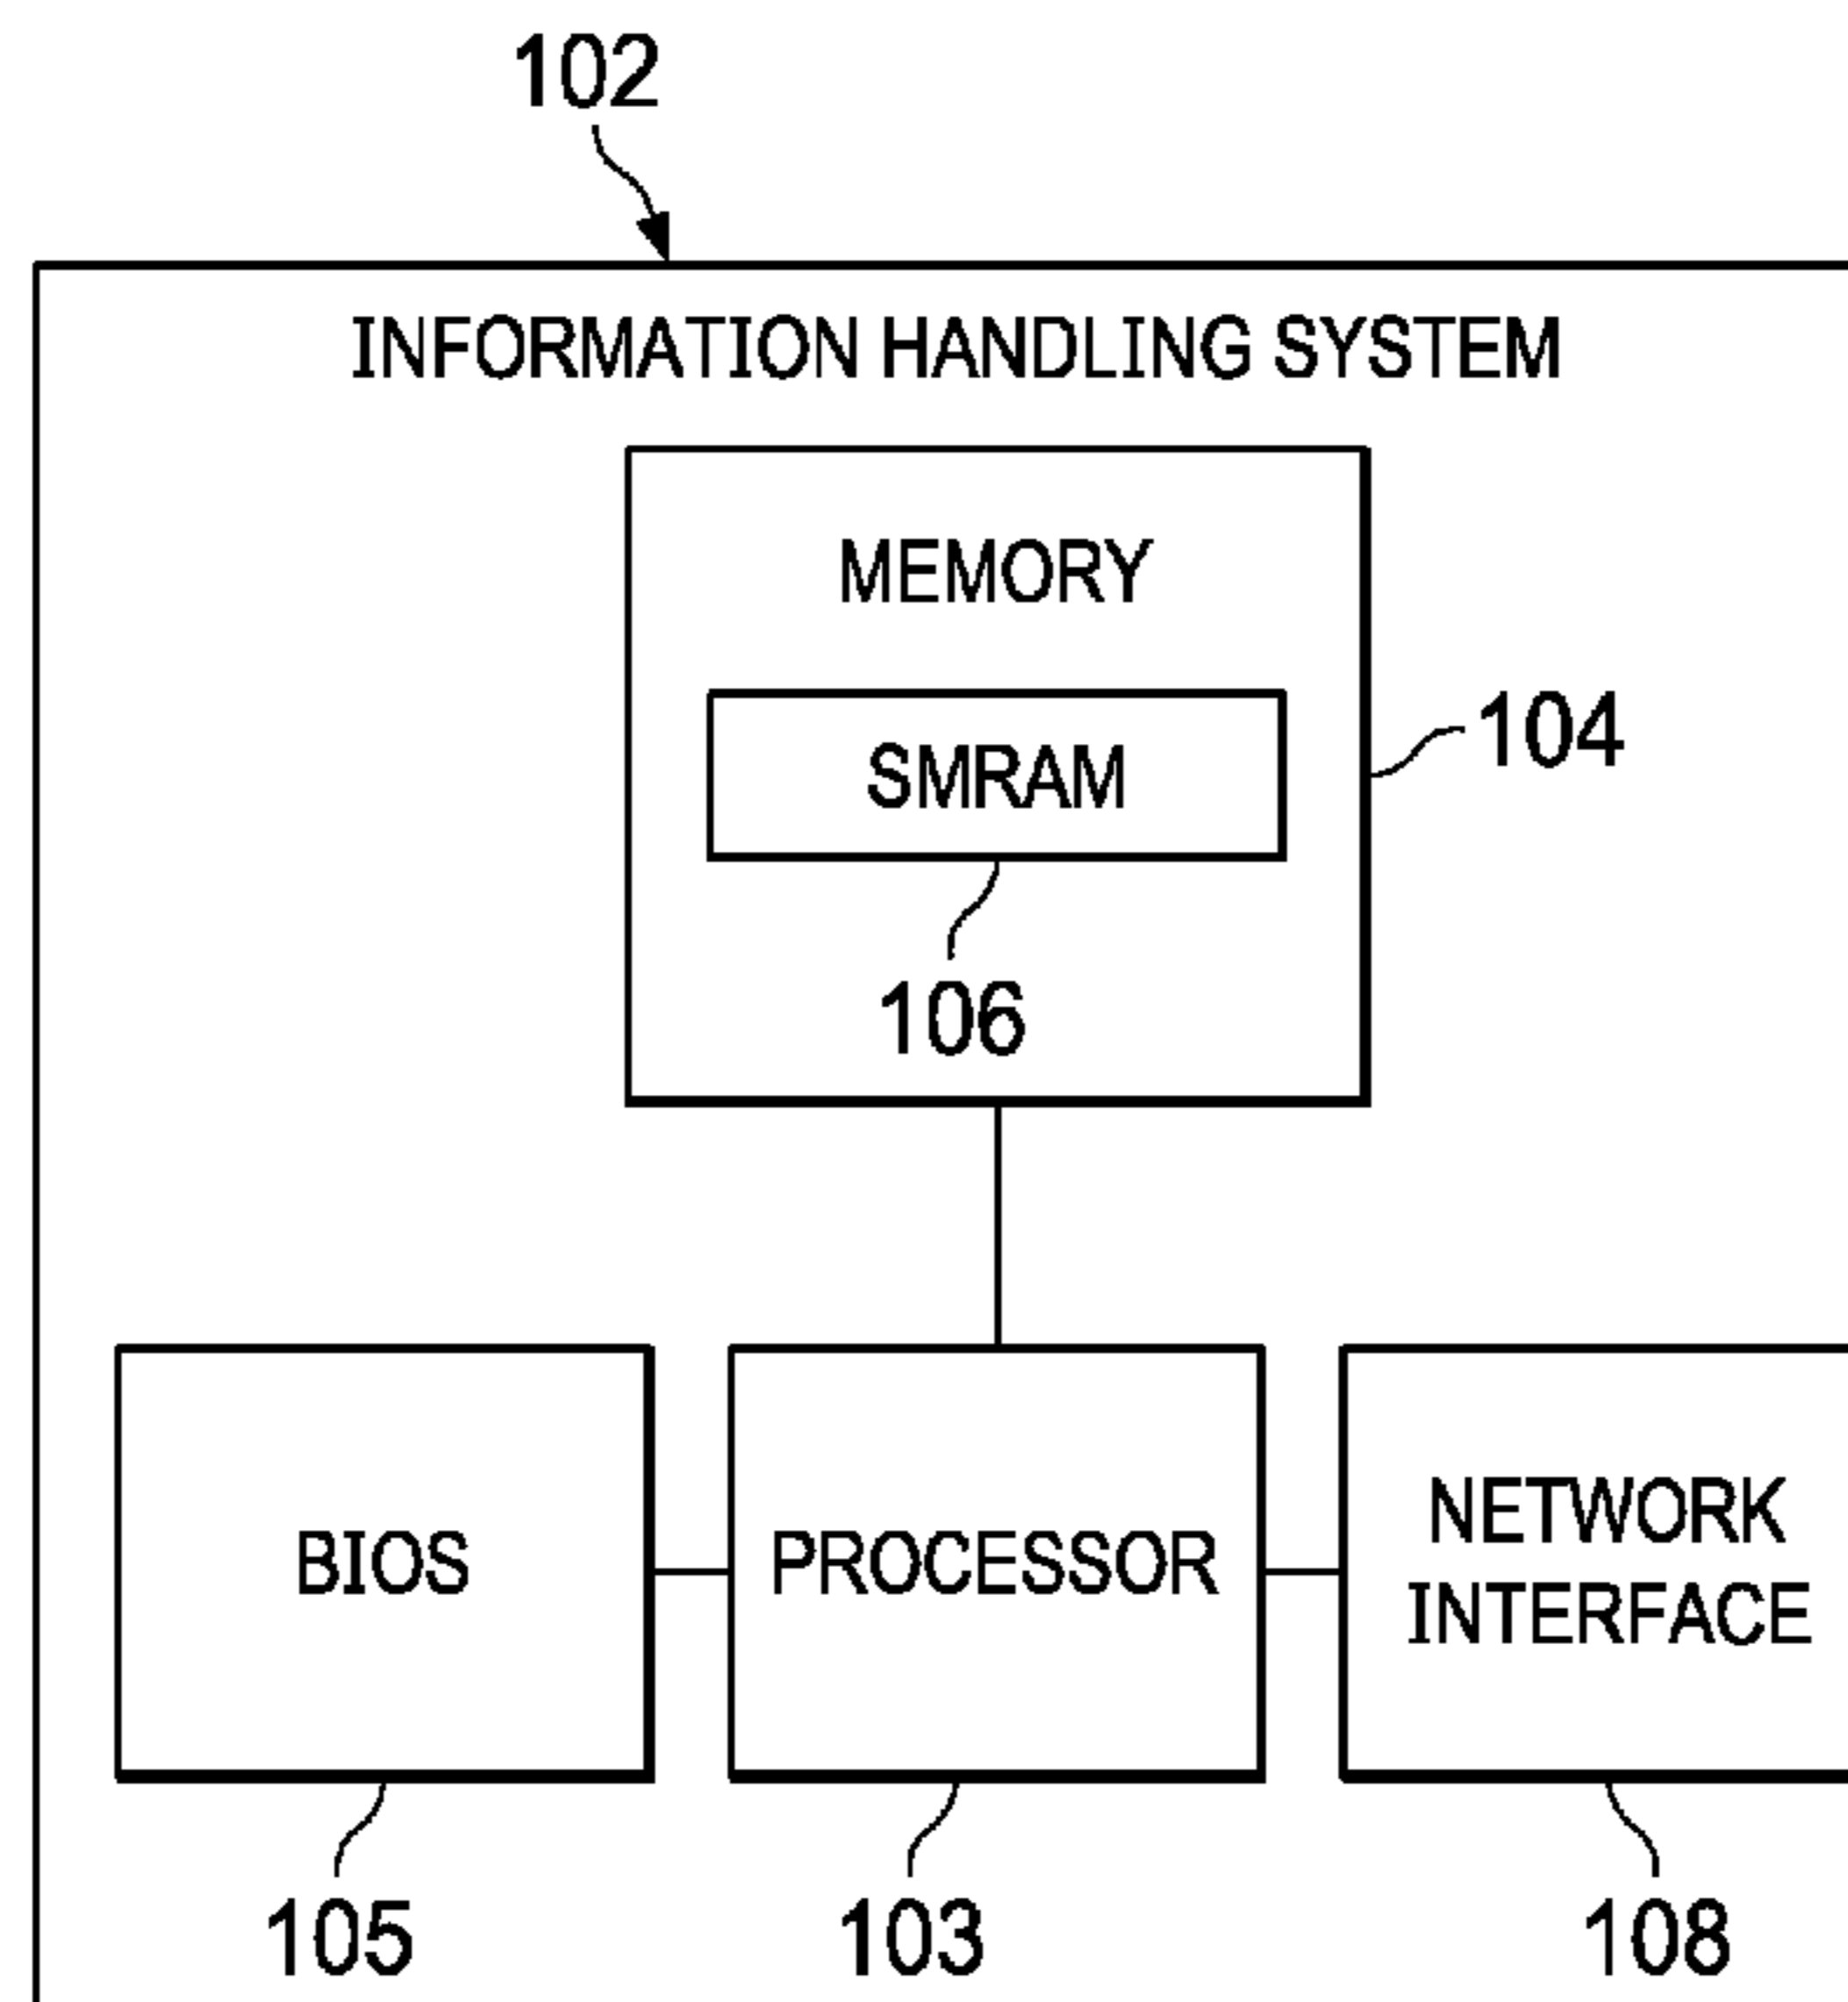 102
INFORMATION HANDLING SYSTEM
MEMORY
SMRAM
104
106
BIOS
PROCESSOR
NETWORK
INTERFACE
105
103
108